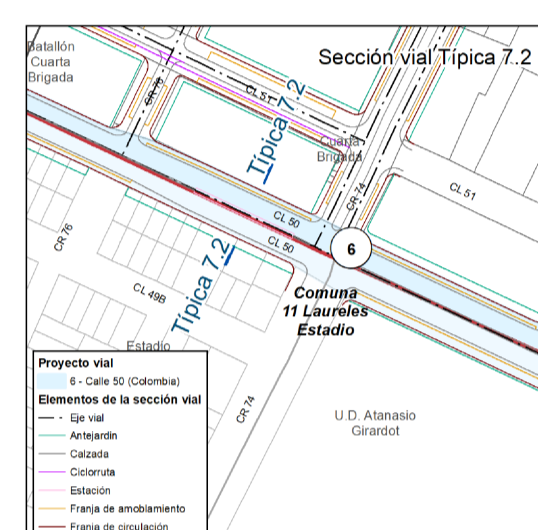 Batallón
Cuarta
Brigada
Sección vial Típica 7.2
CR 76
CL 51
Típica 7.2
Cuarta
Brigada
CR 74
CL 51
CL 50
CL 50
6
CR 76
Típica 7.2
CL 49B
Comuna
11 Laureles
Estadio
Estadio
CR 74
U.D. Atanasio
Girardot
Proyecto vial
6 - Calle 50 (Colombia)
Elementos de la sección vial
Eje vial
Antejardin
Calzada
Ciclorruta
Estación
Franja de amoblamiento
Franja de circulación